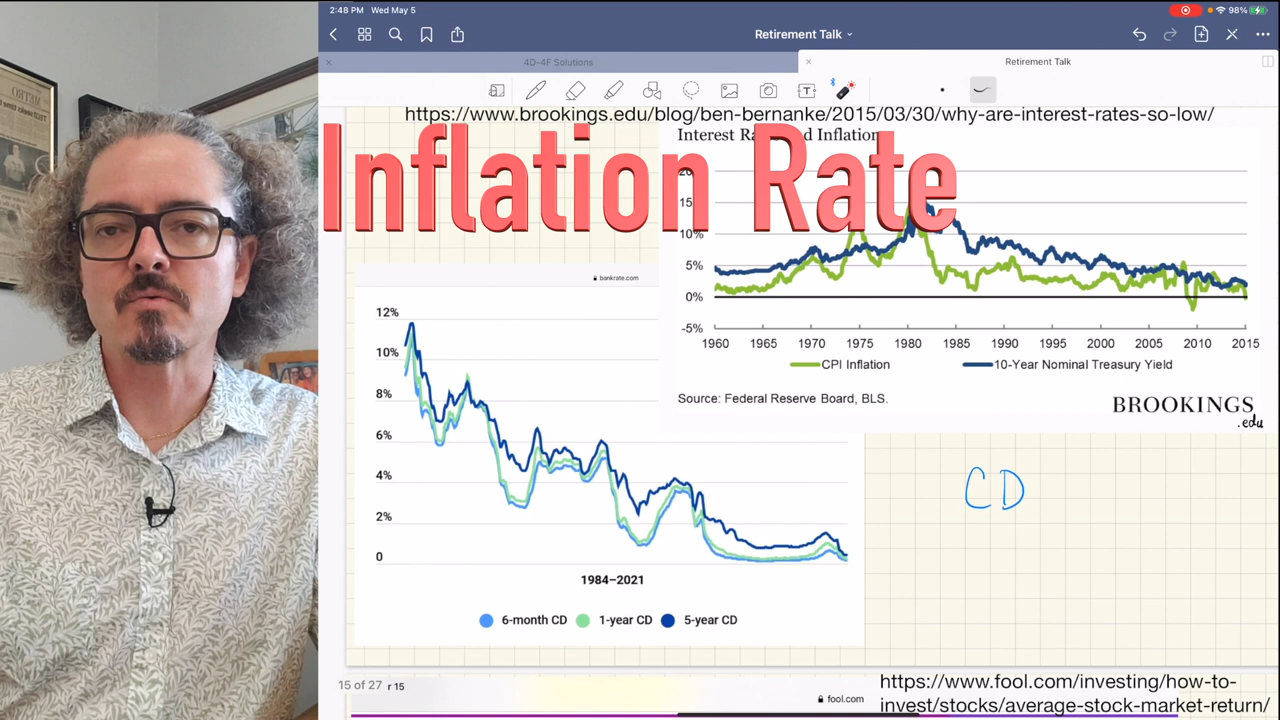 2:48 PM Wed May 5
98%
Retirement Talk
4D-4F Solutions
Retirement Talk
METRO
T
https://www.brookings.edu/blog/ben-bernanke/2015/03/30/why-are-interest-rates-so-low/
Inflation Rate
15
10%
5%
0%
-5%
1960 1965 1970 1975 1980 1985 1990 1995 2000 2005 2010 2015
CPI Inflation 10-Year Nominal Treasury Yield
Source: Federal Reserve Board, BLS.
BROOKINGS
.edu
bankrate.com
12%
10%
8%
6%
4%
2%
0
1984–2021
6-month CD 1-year CD 5-year CD
CD
15 of 27 r 15
fool.com
https://www.fool.com/investing/how-to-
invest/stocks/average-stock-market-return/